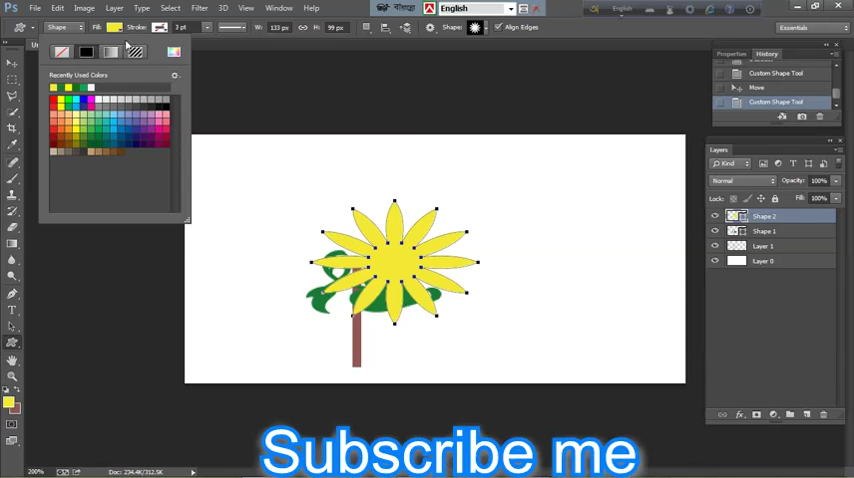 Ps File Edit Image Layer Type Select Filter 3D View Window Help
English
Shape Fill: Stroke: 3 pt W: 133 px H: 99 px Shape: Align Edges Essentials
বাংলা English
Recently Used Colors
Properties History
Custom Shape Tool
Move
Custom Shape Tool
Layers
Kind
Normal Opacity: 100%
Lock: Fill: 100%
Shape 2
Shape 1
Layer 1
Layer 0
Subscribe me
200% Doc: 234.4K/312.5K